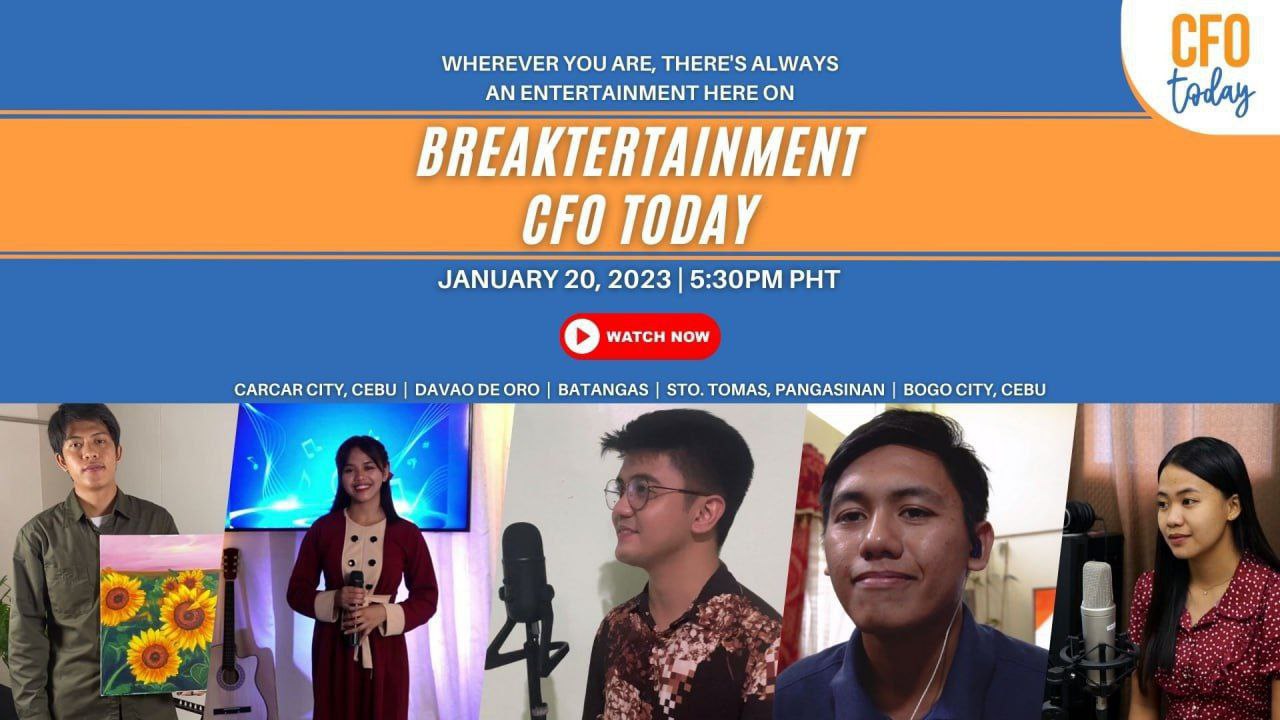 CFO
today
WHEREVER YOU ARE, THERE'S ALWAYS
AN ENTERTAINMENT HERE ON
BREAKTERTAINMENT
CFO TODAY
JANUARY 20, 2023 | 5:30PM PHT
WATCH NOW
CARCAR CITY, CEBU | DAVAO DE ORO | BATANGAS | STO. TOMAS, PANGASINAN | BOGO CITY, CEBU